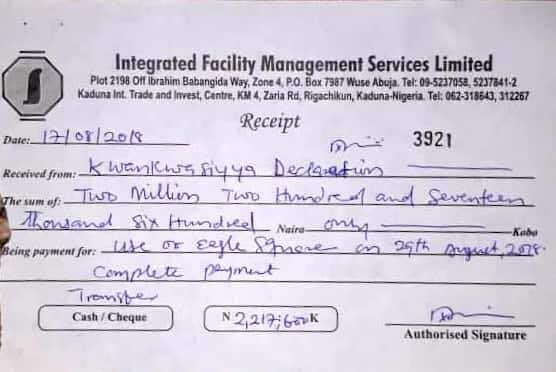 Integrated Facility Management Services Limited
Plot 2198 Off Ibrahim Babangida Way, Zone 4, P.O. Box 7987 Wuse Abuja. Tel: 09-5237058, 5237841-2
Kaduna Int. Trade and Invest, Centre, KM 4, Zaria Rd, Rigachikun, Kaduna-Nigeria. Tel: 062-318643, 312267
Receipt
Date: 17/08/2018 3921
Received from: Kwankwasiyya Declaration
The sum of: Two Million Two Hundred and Seventeen
thousand Six Hundred Naira only Kobo
Being payment for: use of eagle Square on 29th August, 2018.
Complete payment
Transfer
Cash / Cheque N 2,217,600 K
Authorised Signature